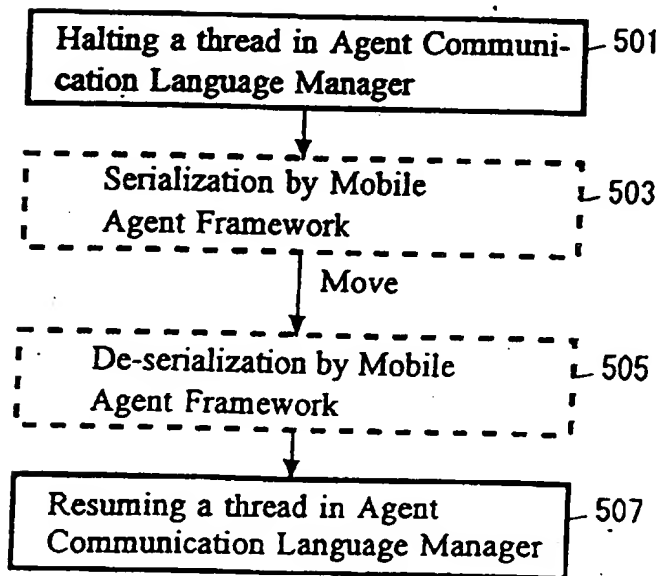 Halting a thread in Agent Communi-
cation Language Manager
501
Serialization by Mobile
Agent Framework
503
Move
De-serialization by Mobile
Agent Framework
505
Resuming a thread in Agent
Communication Language Manager
507